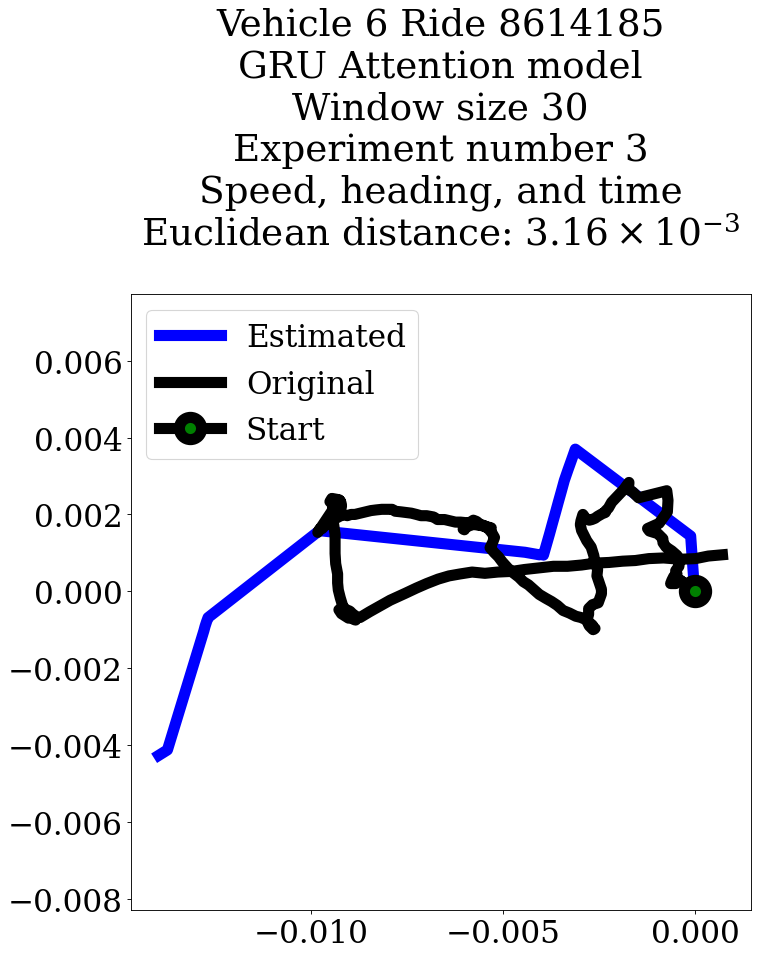 Vehicle 6 Ride 8614185
GRU Attention model
Window size 30
Experiment number 3
Speed, heading, and time
Euclidean distance: 3.16 × 10⁻³
Estimated
Original
Start
0.006
0.004
0.002
0.000
−0.002
−0.004
−0.006
−0.008
−0.010
−0.005
0.000